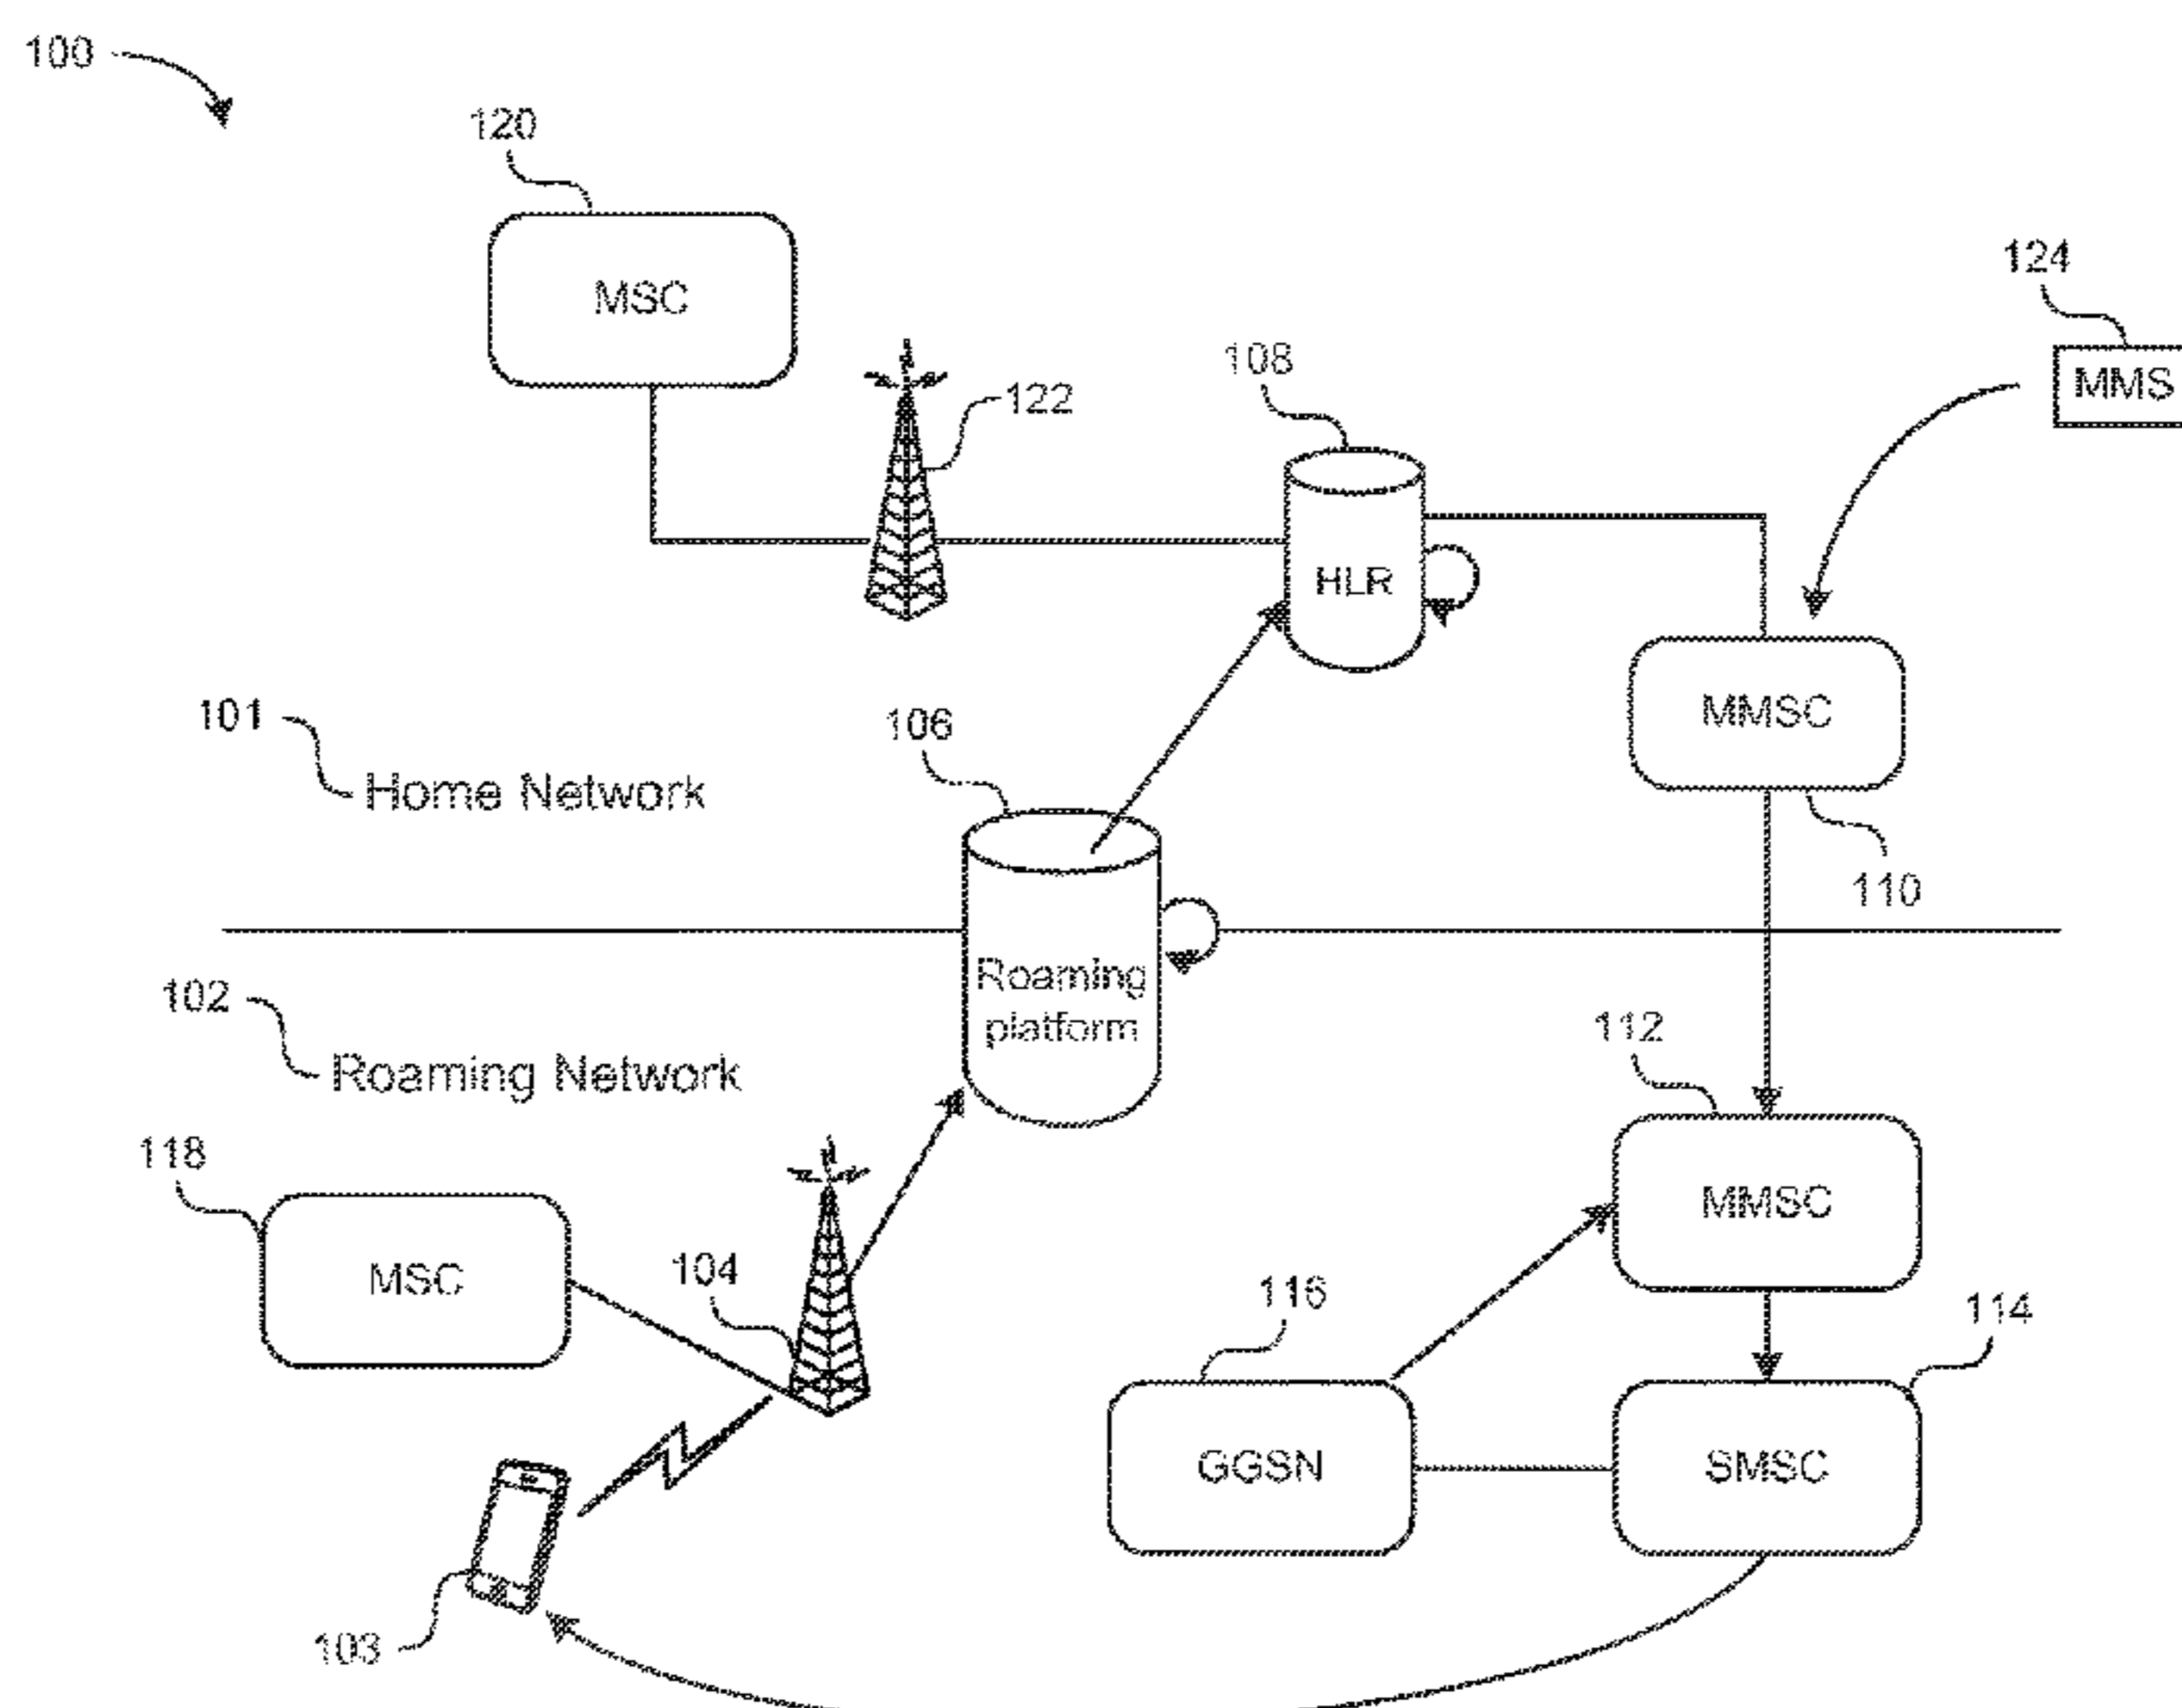 100
120
MSC
122
108
HLR
124
MMS
MMSC
110
101
Home Network
106
Roaming
platform
102
Roaming Network
118
MSC
104
103
112
MMSC
116
GGSN
114
SMSC